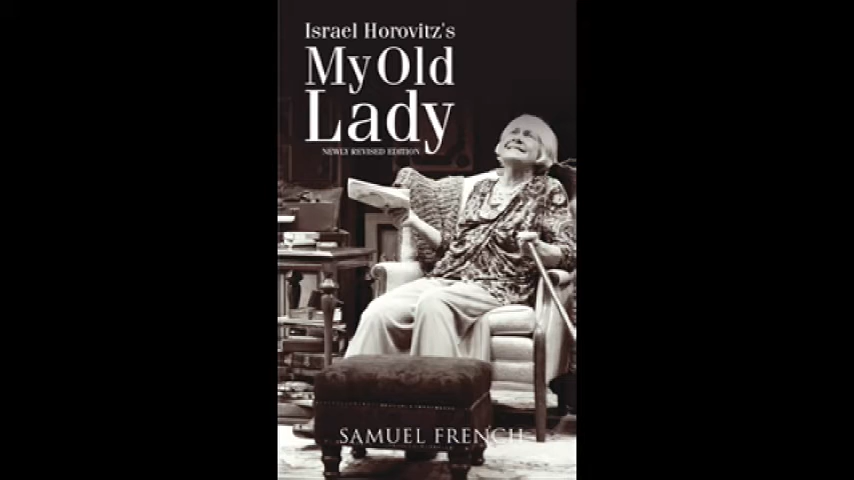 Israel Horovitz's
My Old
Lady
NEWLY REVISED EDITION
SAMUEL FRENCH